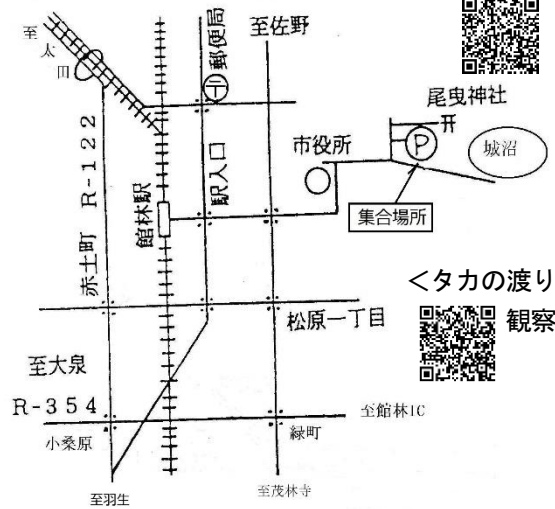 至太田
郵便局
〒
至佐野
尾曳神社
市役所
P
城沼
駅入口
館林駅
集合場所
赤土町 R-122
<タカの渡り
観察
松原一丁目
至大泉
R-354
至館林IC
小桑原
緑町
至羽生
至茂林寺